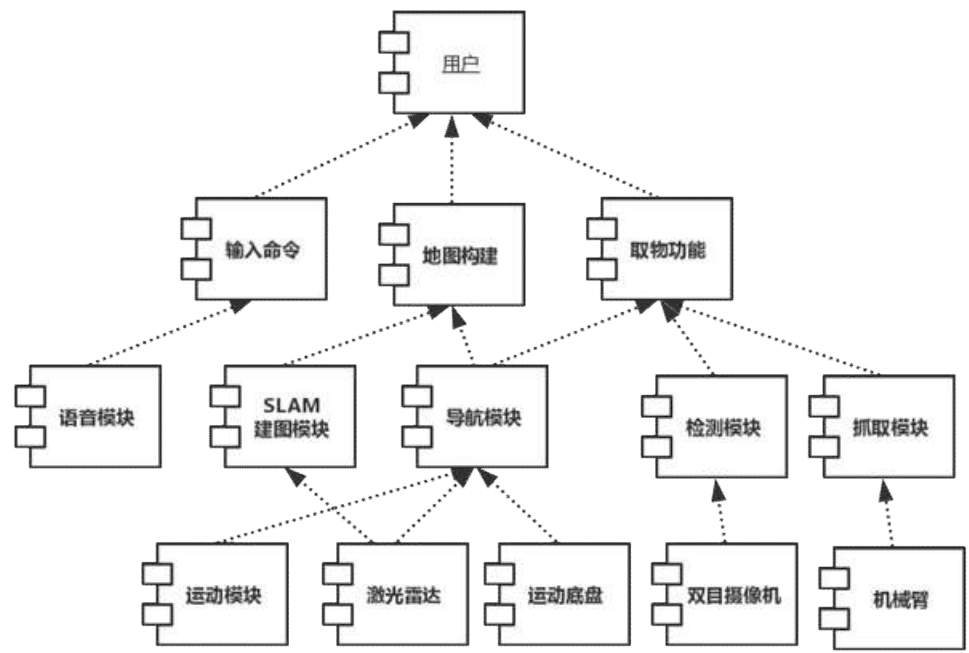 用户
输入命令
地图构建
取物功能
语音模块
SLAM
建图模块
导航模块
检测模块
抓取模块
运动模块
激光雷达
运动底盘
双目摄像机
机械臂